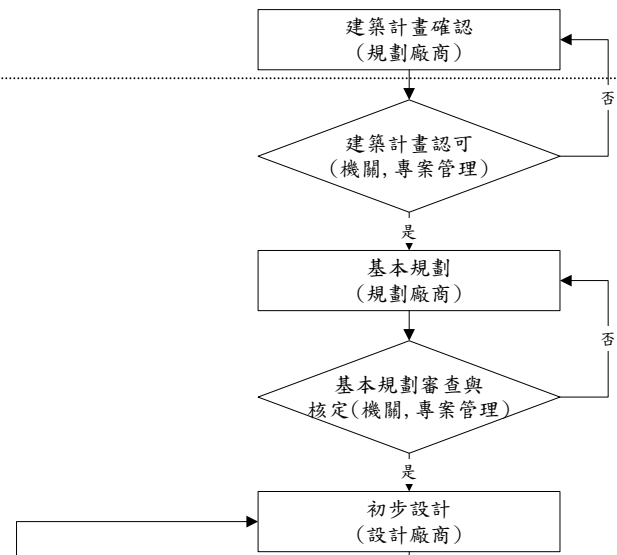 建築計畫確認
(規劃廠商)
否
建築計畫認可
(機關, 專案管理)
是
基本規劃
(規劃廠商)
否
基本規劃審查與
核定(機關, 專案管理)
是
初步設計
(設計廠商)